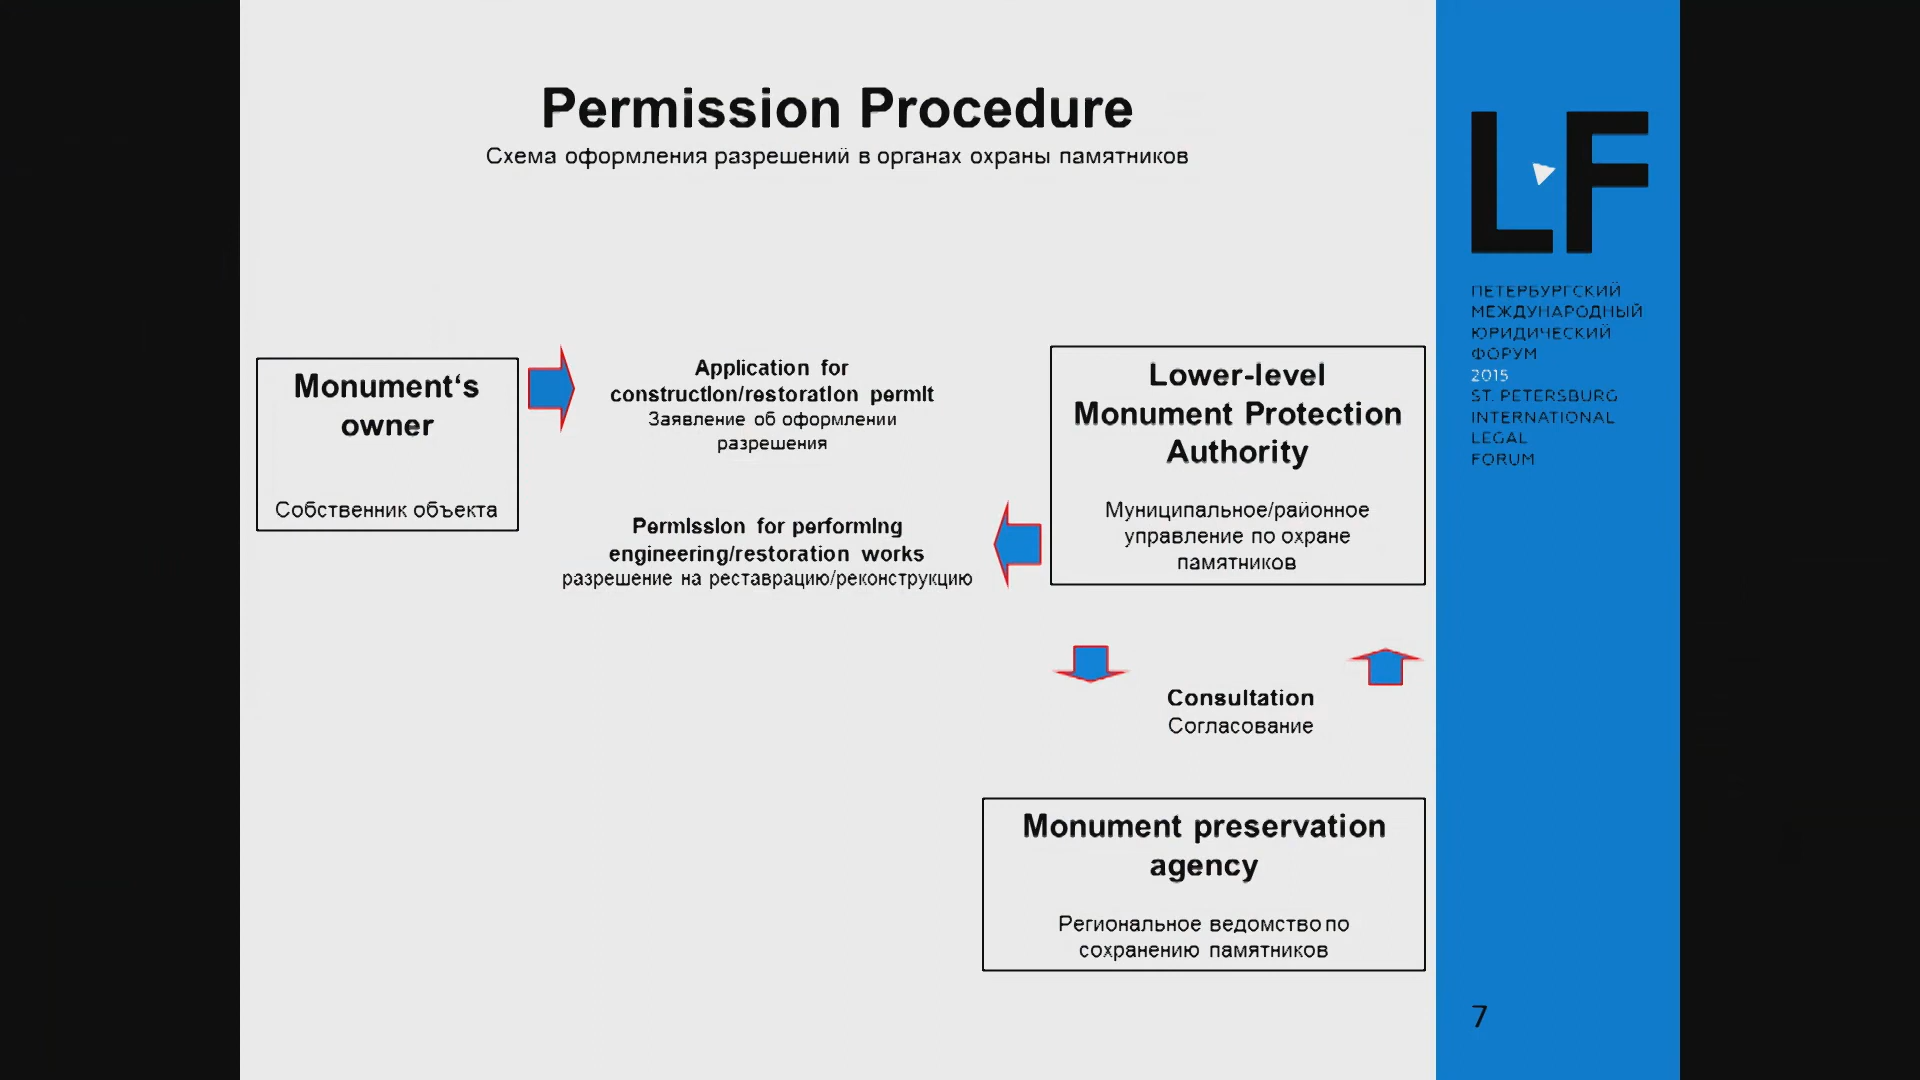 Permission Procedure
Схема оформления разрешений в органах охраны памятников
Monument‘s
owner
Собственник объекта
Application for
construction/restoration permit
Заявление об оформлении
разрешения
Permission for performing
engineering/restoration works
разрешение на реставрацию/реконструкцию
Lower-level
Monument Protection
Authority
Муниципальное/районное
управление по охране
памятников
Consultation
Согласование
Monument preservation
agency
Региональное ведомство по
сохранению памятников
LF
ПЕТЕРБУРГСКИЙ
МЕЖДУНАРОДНЫЙ
ЮРИДИЧЕСКИЙ
ФОРУМ
2015
ST. PETERSBURG
INTERNATIONAL
LEGAL
FORUM
7